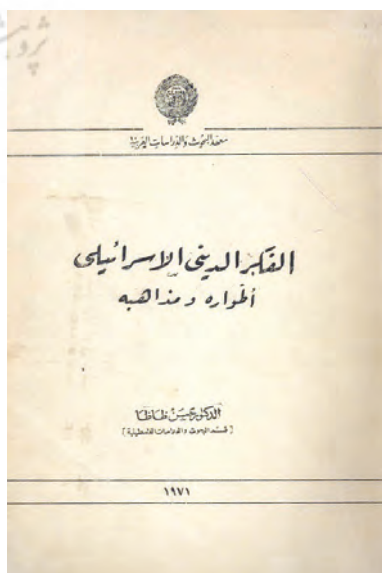 معهد البحوث والدراسات العربية
الفكر الديني الإسرائيلي
أطواره ومذاهبه
الدكتور حسن ظاظا
[قسم البحوث والدراسات الفلسطينية]
١٩٧١